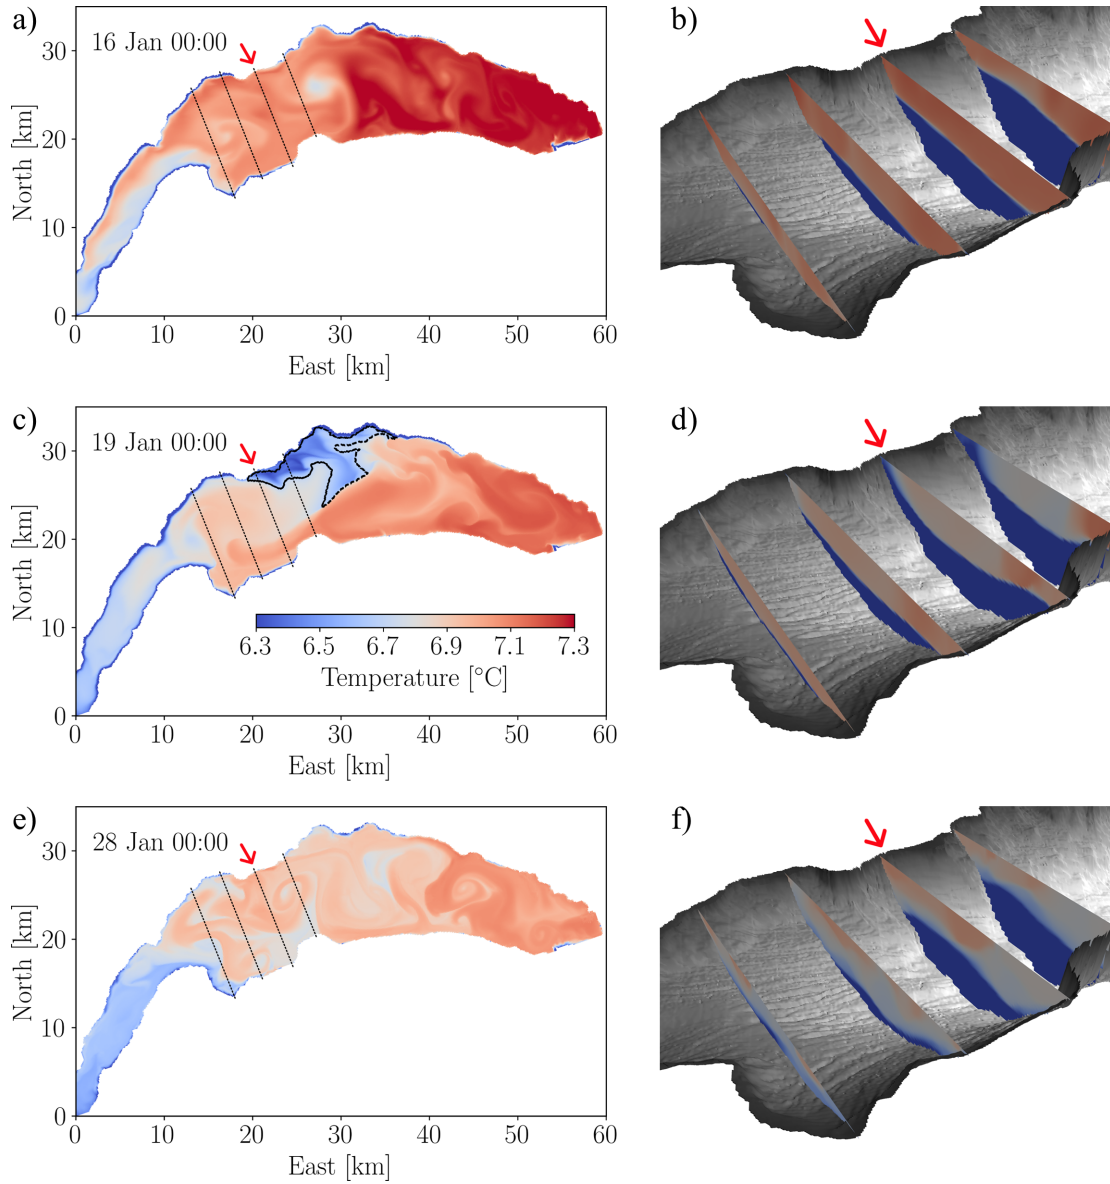 a)
16 Jan 00:00
30
20
10
0
North [km]
0 10 20 30 40 50 60
East [km]
b)
c)
19 Jan 00:00
30
20
10
0
North [km]
6.3 6.5 6.7 6.9 7.1 7.3
Temperature [°C]
0 10 20 30 40 50 60
East [km]
d)
e)
28 Jan 00:00
30
20
10
0
North [km]
0 10 20 30 40 50 60
East [km]
f)